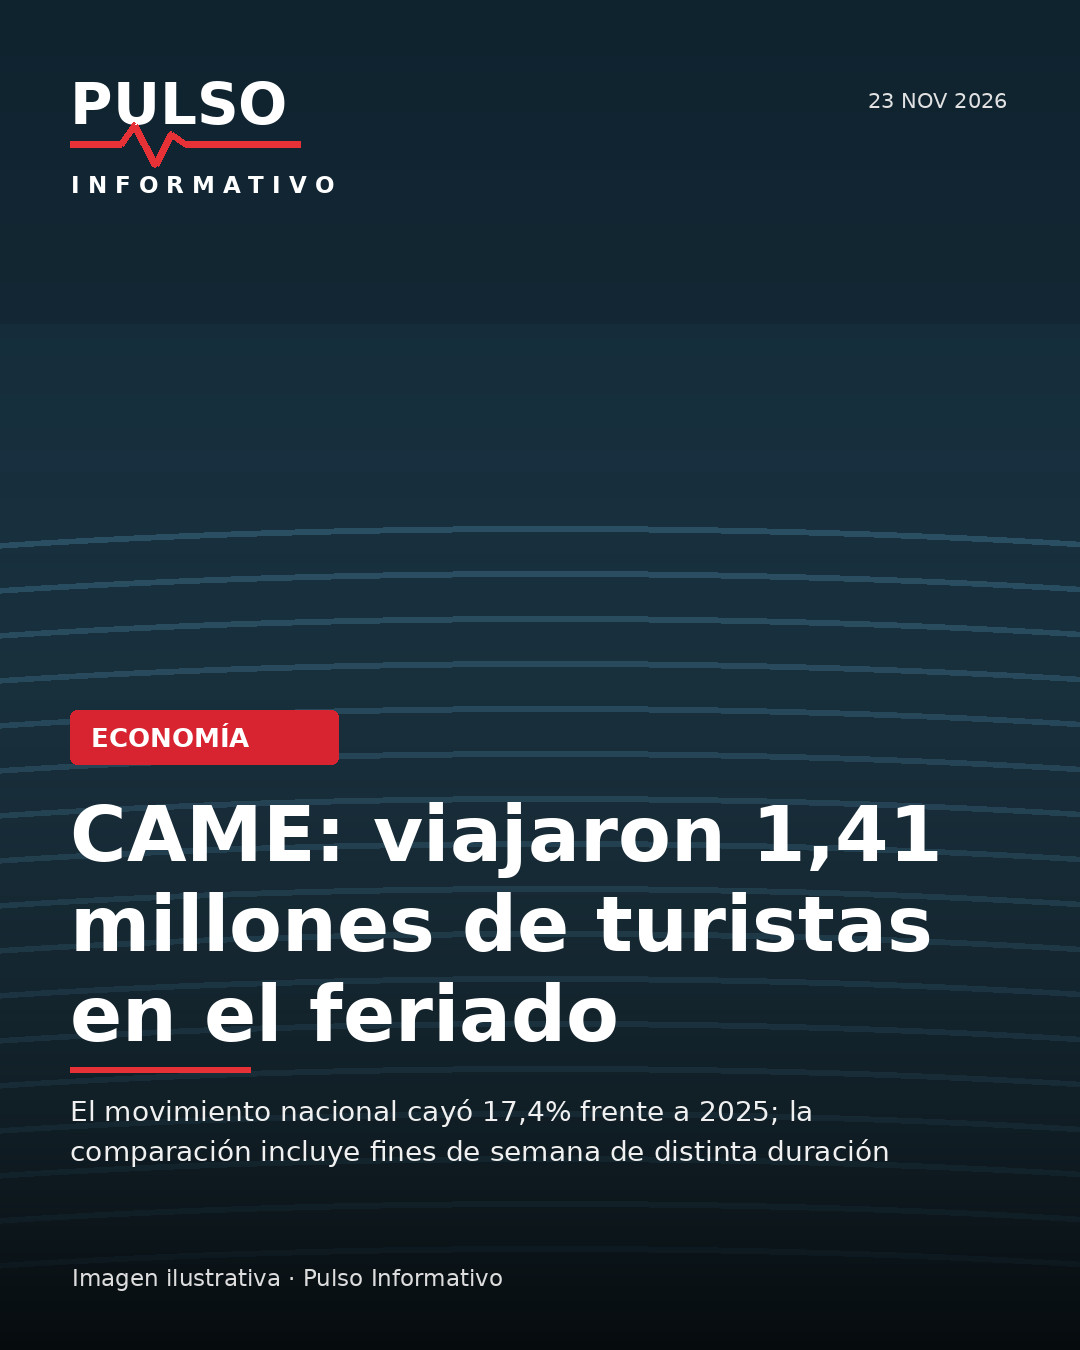 PULSO
INFORMATIVO
23 NOV 2026
ECONOMÍA
CAME: viajaron 1,41
millones de turistas
en el feriado
El movimiento nacional cayó 17,4% frente a 2025; la
comparación incluye fines de semana de distinta duración
Imagen ilustrativa · Pulso Informativo